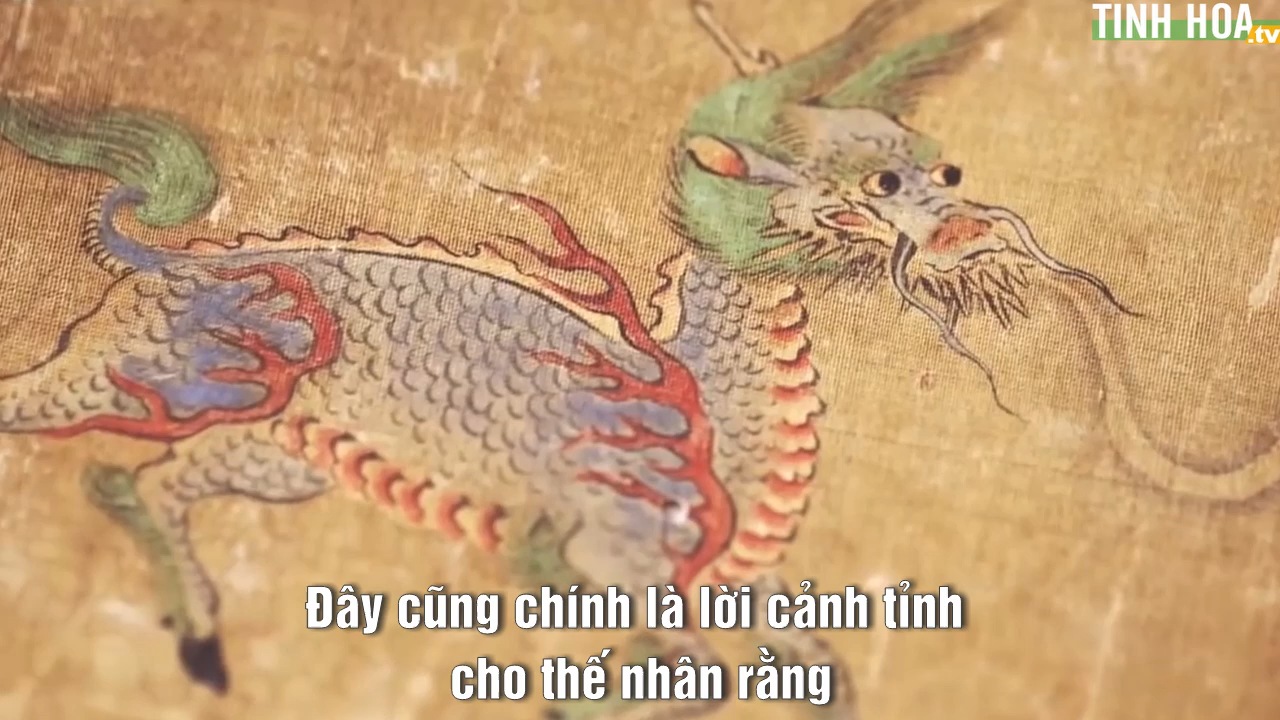 TINH HOA.tv
Đây cũng chính là lời cảnh tỉnh
cho thế nhân rằng